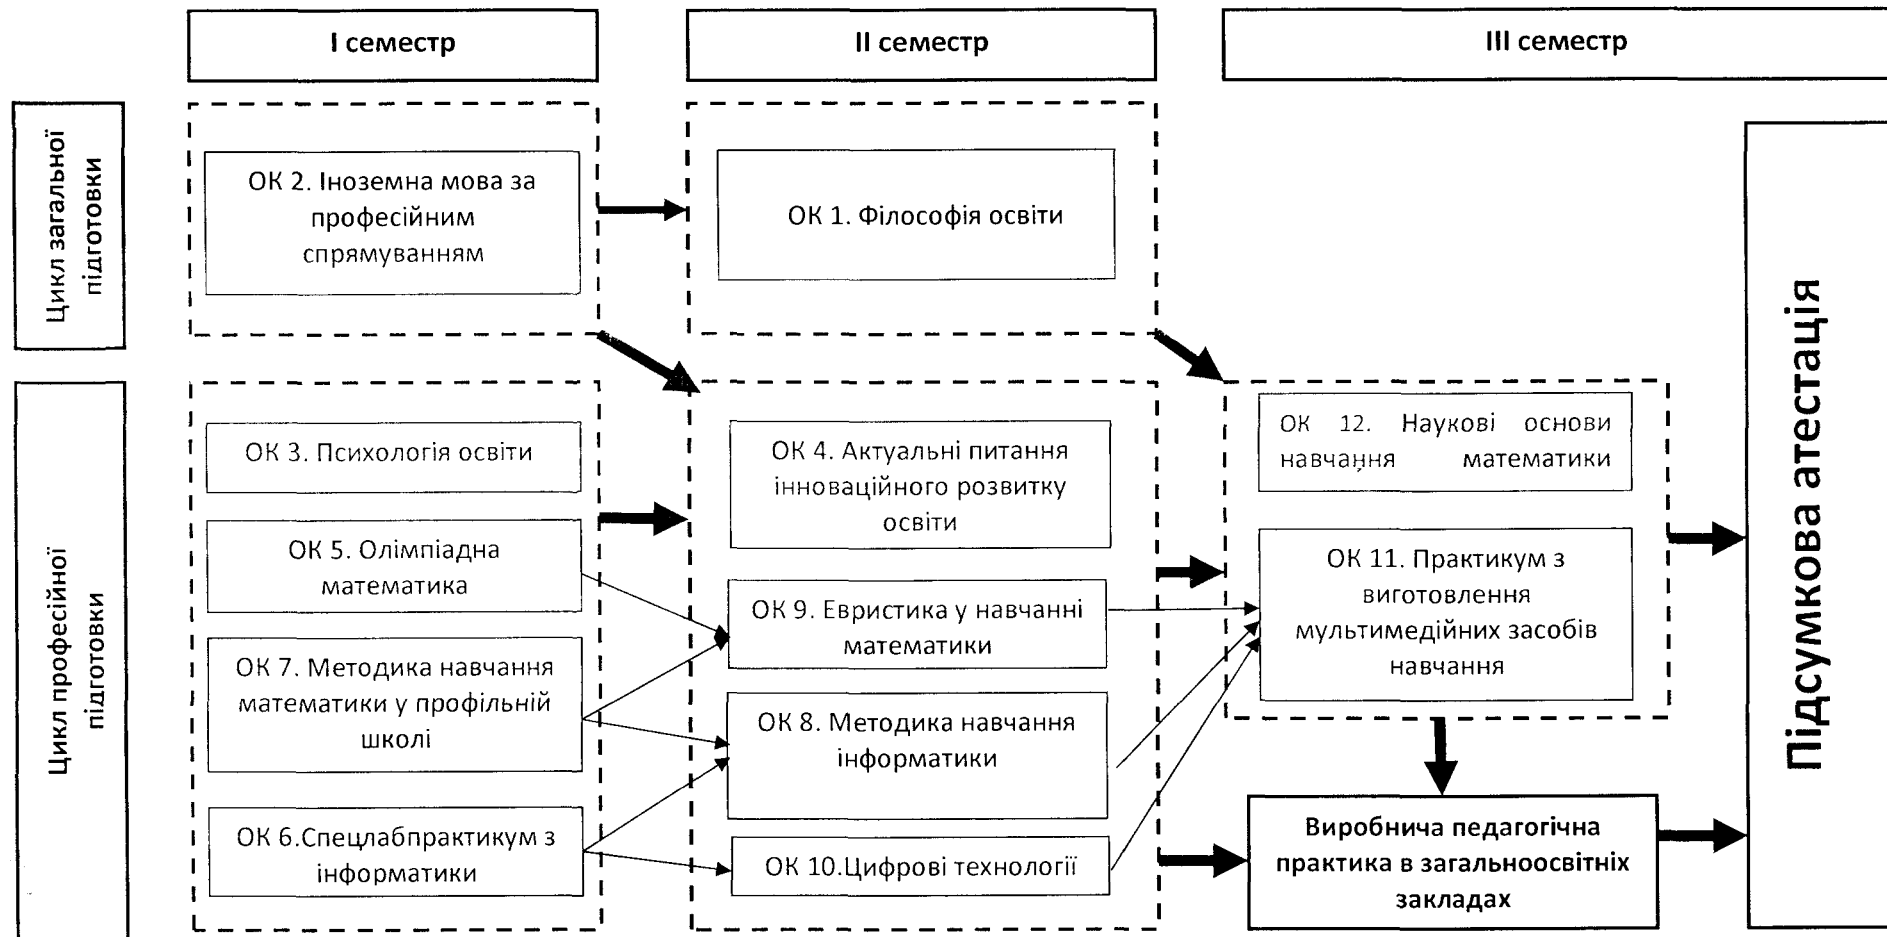 І семестр
ІІ семестр
ІІІ семестр
Цикл загальної
підготовки
ОК 2. Іноземна мова за
професійним
спрямуванням
ОК 1. Філософія освіти
Цикл професійної
підготовки
ОК 3. Психологія освіти
ОК 5. Олімпіадна
математика
ОК 7. Методика навчання
математики у профільній
школі
ОК 6.Спецлабпрактикум з
інформатики
ОК 4. Актуальні питання
інноваційного розвитку
освіти
ОК 9. Евристика у навчанні
математики
ОК 8. Методика навчання
інформатики
ОК 10.Цифрові технології
ОК 12. Наукові основи
навчання математики
ОК 11. Практикум з
виготовлення
мультимедійних засобів
навчання
Виробнича педагогічна
практика в загальноосвітніх
закладах
Підсумкова атестація